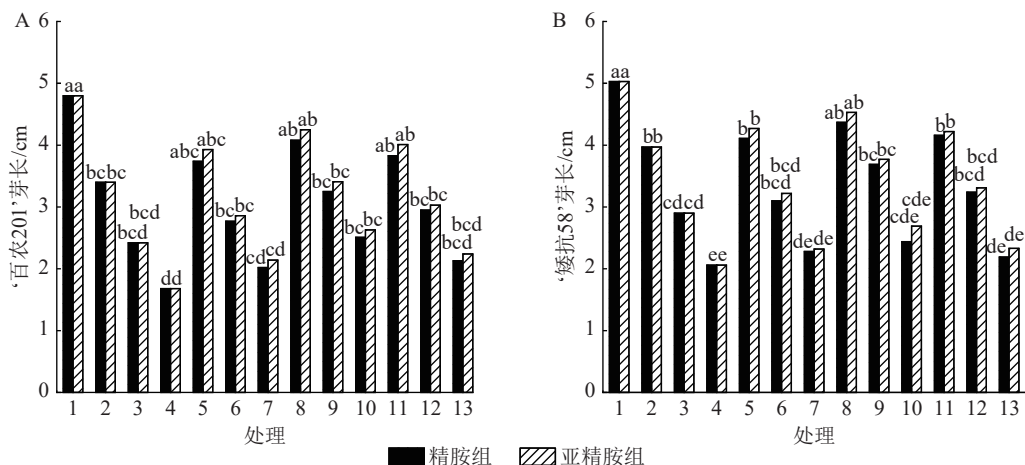 A
‘百农201’芽长/cm
6
5
4
3
2
1
0
aa
bcbc
bcd
bcd
dd
abc
abc
bc
bc
cd
cd
ab
ab
bc
bc
bc
bc
ab
ab
bc
bc
bcd
bcd
1 2 3 4 5 6 7 8 9 10 11 12 13
处理
B
‘矮抗58’芽长/cm
6
5
4
3
2
1
0
aa
bb
cdcd
ee
b
b
bcd
bcd
de
de
ab
ab
bc
bc
cde
cde
b
b
bcd
bcd
de
de
1 2 3 4 5 6 7 8 9 10 11 12 13
处理
精胺组 亚精胺组